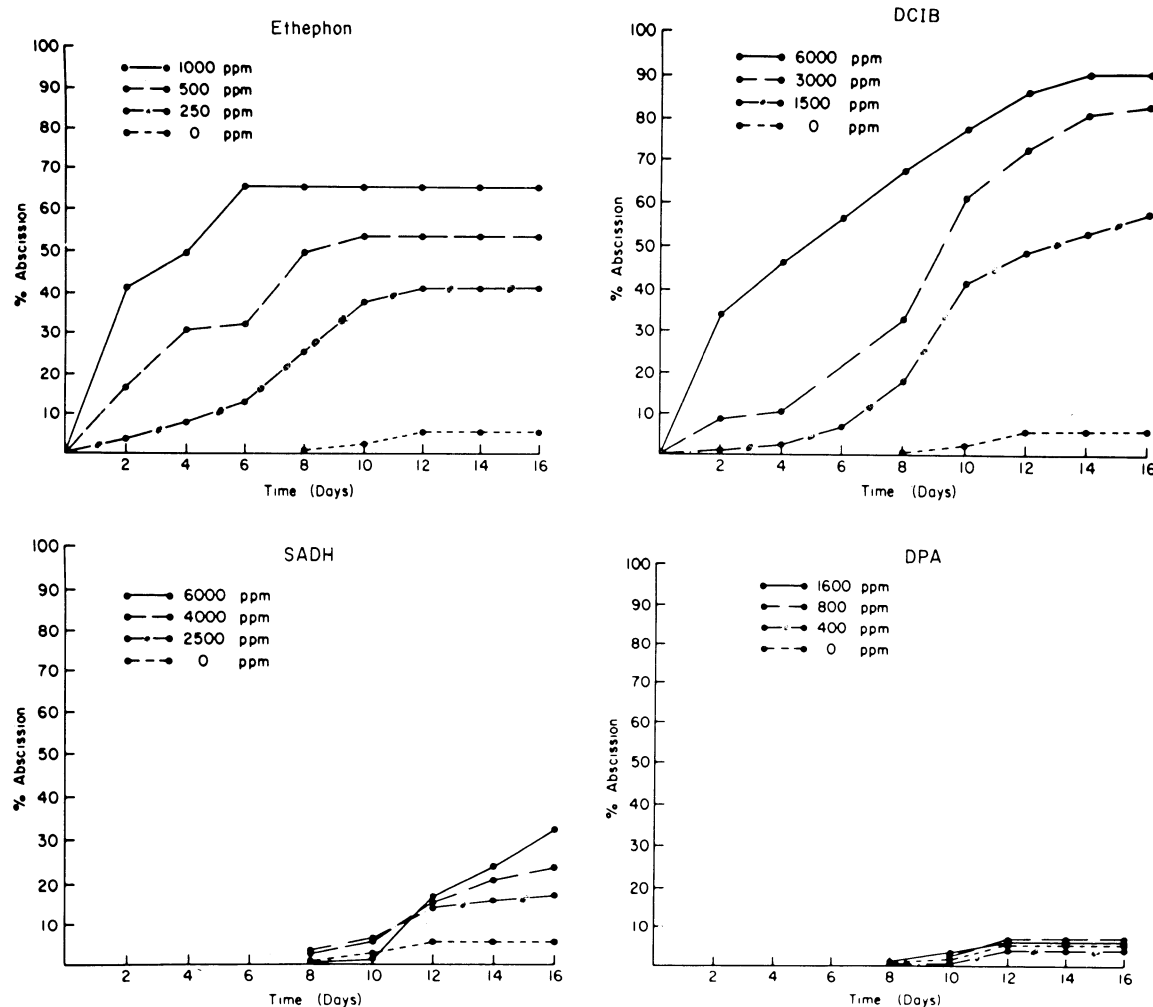 Ethephon
100
90
80
70
60
50
40
30
20
10
% Abscission
1000 ppm
500 ppm
250 ppm
0 ppm
2 4 6 8 10 12 14 16
Time (Days)
DCIB
100
90
80
70
60
50
40
30
20
10
% Abscission
6000 ppm
3000 ppm
1500 ppm
0 ppm
2 4 6 8 10 12 14 16
Time (Days)
SADH
100
90
80
70
60
50
40
30
20
10
% Abscission
6000 ppm
4000 ppm
2500 ppm
0 ppm
2 4 6 8 10 12 14 16
Time (Days)
DPA
100
90
80
70
60
50
40
30
20
10
% Abscission
1600 ppm
800 ppm
400 ppm
0 ppm
2 4 6 8 10 12 14 16
Time (Days)